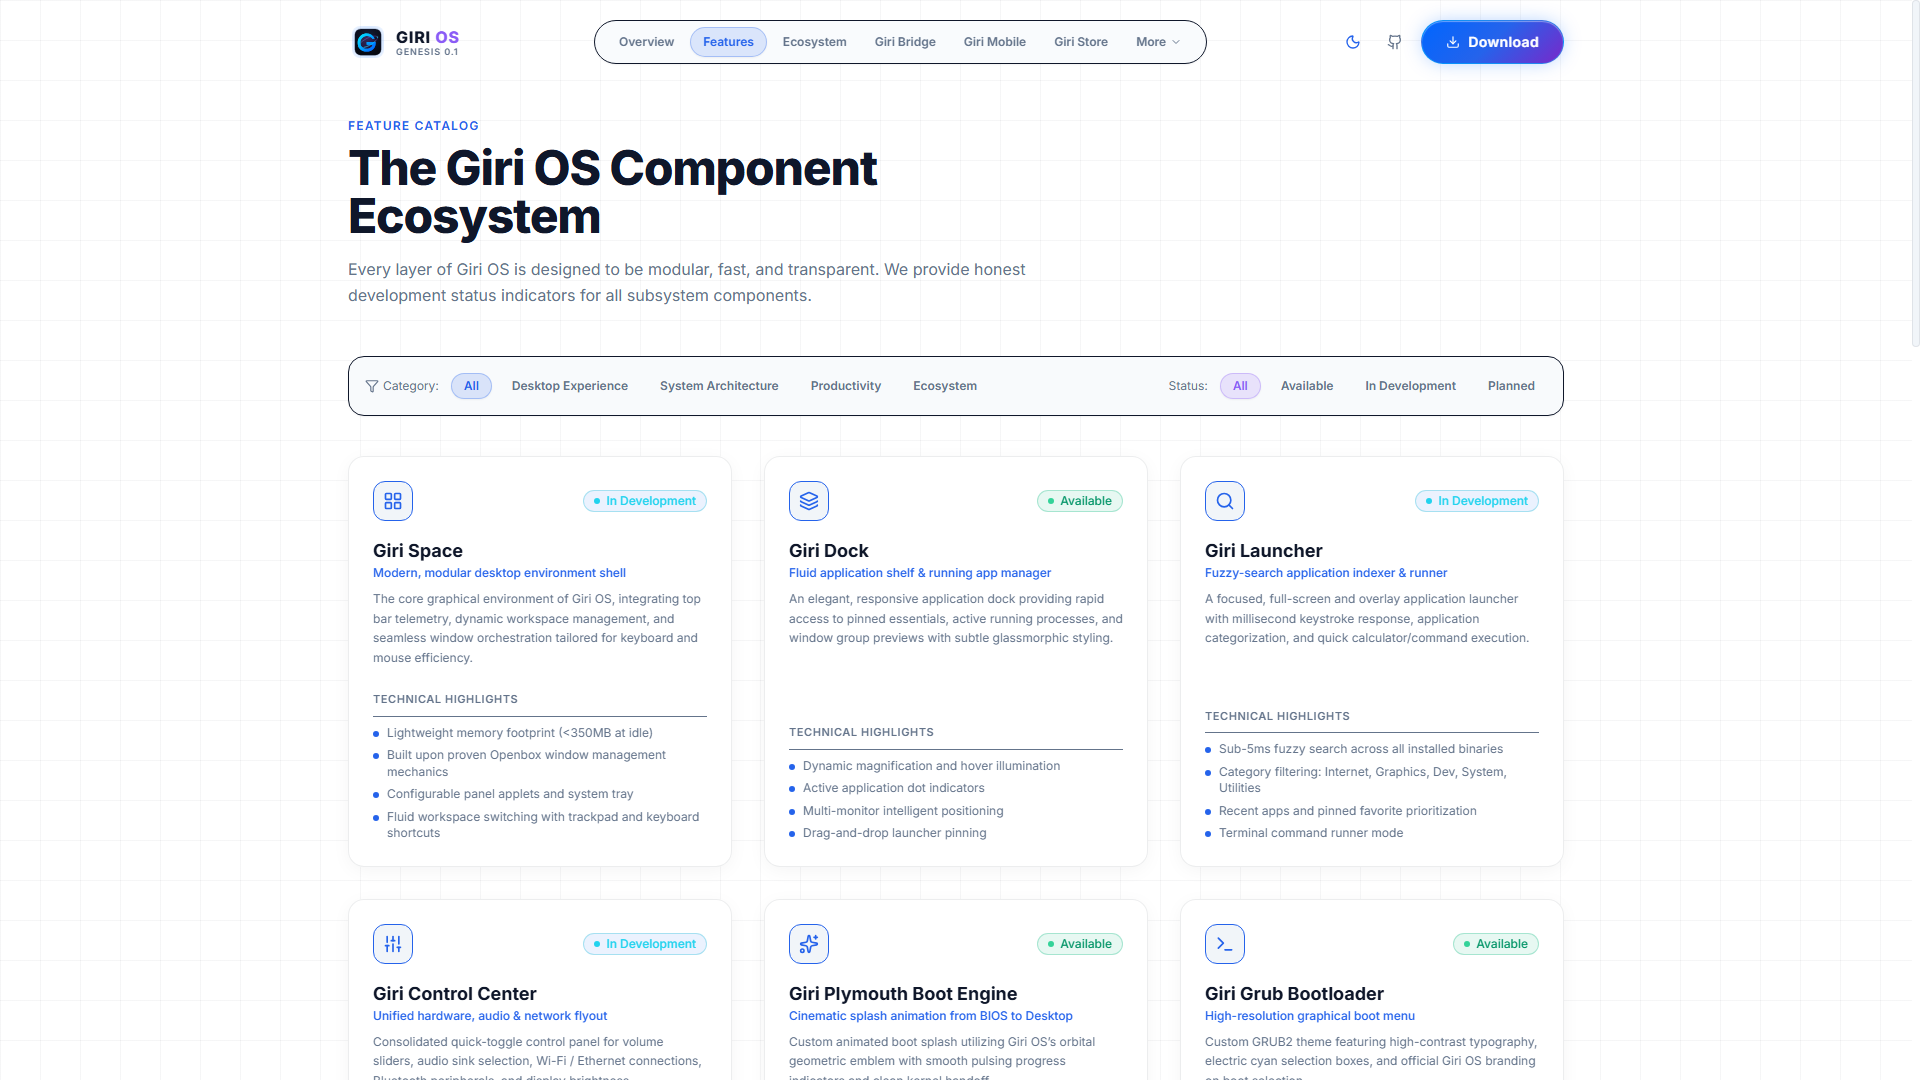 GIRI OS
GENESIS 0.1
Overview
Features
Ecosystem
Giri Bridge
Giri Mobile
Giri Store
More
Download
FEATURE CATALOG
The Giri OS Component
Ecosystem
Every layer of Giri OS is designed to be modular, fast, and transparent. We provide honest
development status indicators for all subsystem components.
Category:
All
Desktop Experience
System Architecture
Productivity
Ecosystem
Status:
All
Available
In Development
Planned
In Development
Giri Space
Modern, modular desktop environment shell
The core graphical environment of Giri OS, integrating top
bar telemetry, dynamic workspace management, and
seamless window orchestration tailored for keyboard and
mouse efficiency.
TECHNICAL HIGHLIGHTS
Lightweight memory footprint (<350MB at idle)
Built upon proven Openbox window management
mechanics
Configurable panel applets and system tray
Fluid workspace switching with trackpad and keyboard
shortcuts
Available
Giri Dock
Fluid application shelf & running app manager
An elegant, responsive application dock providing rapid
access to pinned essentials, active running processes, and
window group previews with subtle glassmorphic styling.
TECHNICAL HIGHLIGHTS
Dynamic magnification and hover illumination
Active application dot indicators
Multi-monitor intelligent positioning
Drag-and-drop launcher pinning
In Development
Giri Launcher
Fuzzy-search application indexer & runner
A focused, full-screen and overlay application launcher
with millisecond keystroke response, application
categorization, and quick calculator/command execution.
TECHNICAL HIGHLIGHTS
Sub-5ms fuzzy search across all installed binaries
Category filtering: Internet, Graphics, Dev, System,
Utilities
Recent apps and pinned favorite prioritization
Terminal command runner mode
In Development
Giri Control Center
Unified hardware, audio & network flyout
Consolidated quick-toggle control panel for volume
sliders, audio sink selection, Wi-Fi / Ethernet connections,
Bluetooth peripherals, and display brightness.
Available
Giri Plymouth Boot Engine
Cinematic splash animation from BIOS to Desktop
Custom animated boot splash utilizing Giri OS's orbital
geometric emblem with smooth pulsing progress
indicators and clean kernel handoff.
Available
Giri Grub Bootloader
High-resolution graphical boot menu
Custom GRUB2 theme featuring high-contrast typography,
electric cyan selection boxes, and official Giri OS branding
on boot selection.